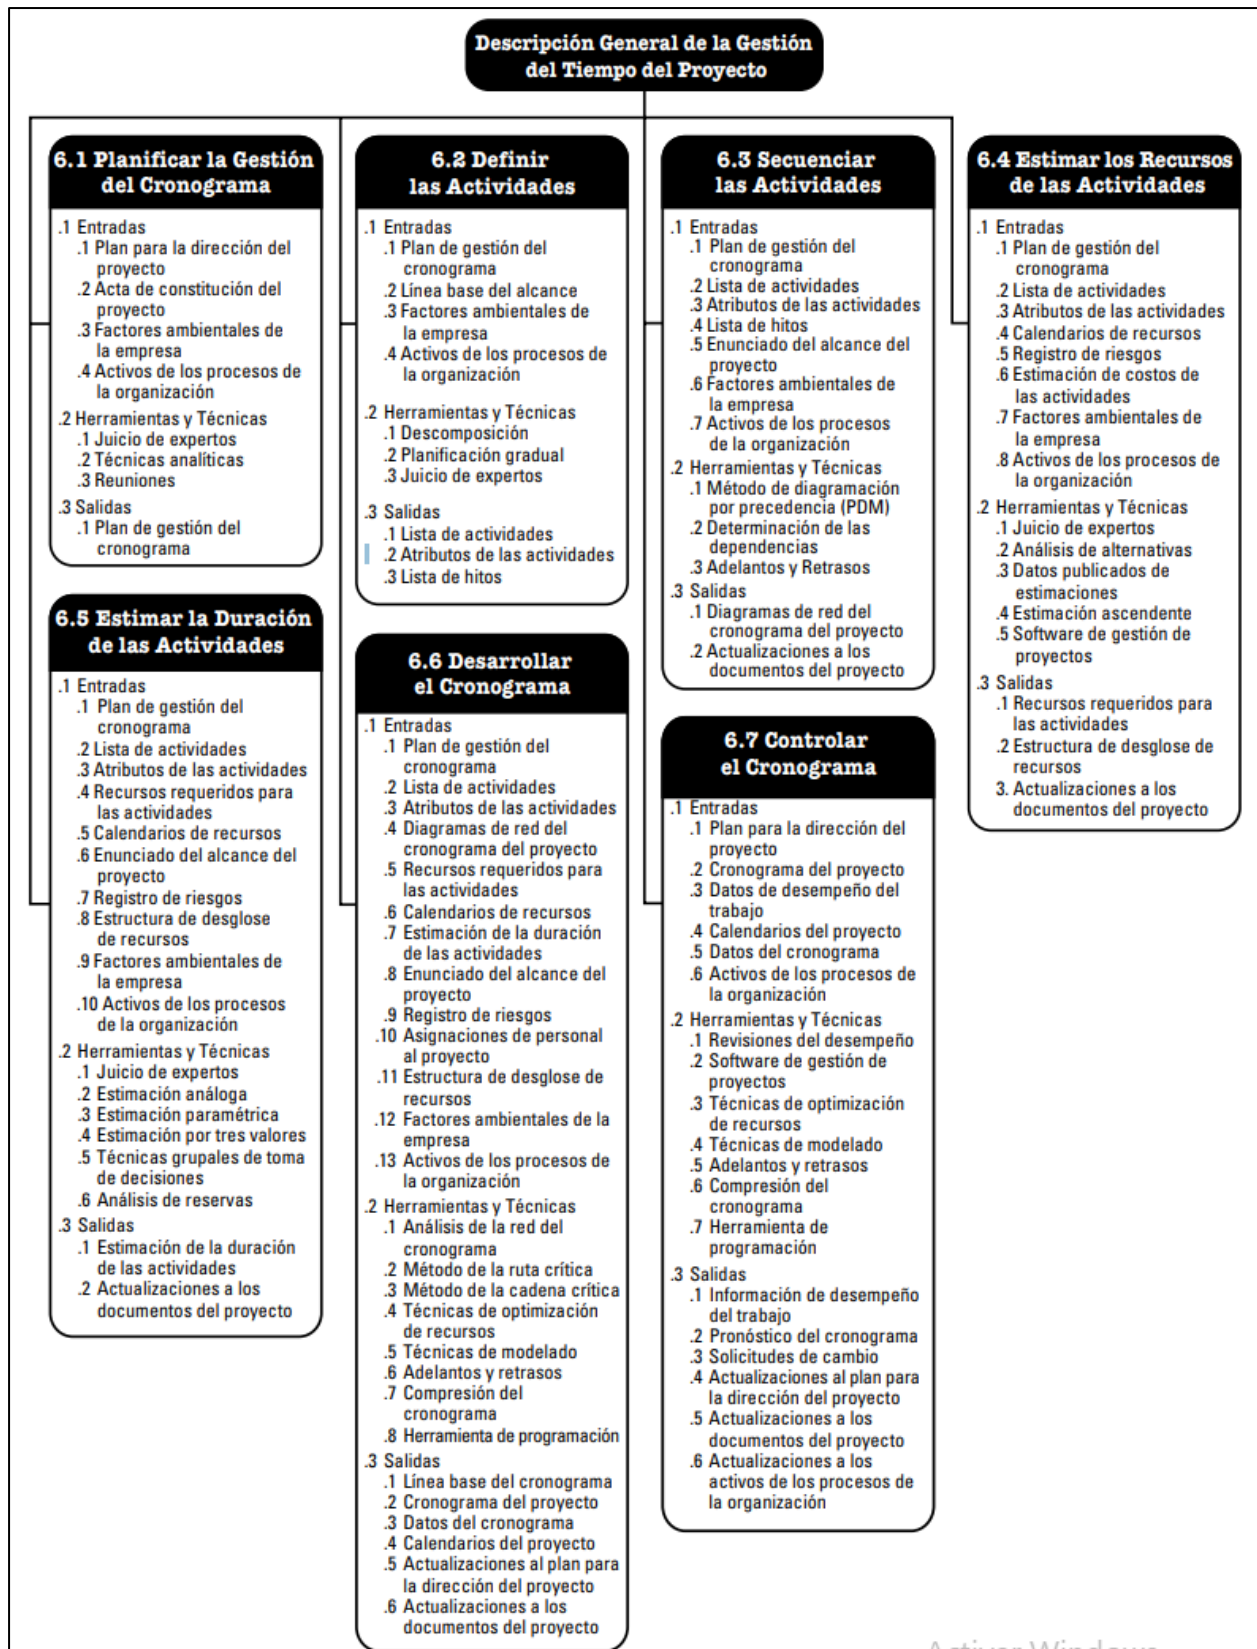 Descripción General de la Gestión
del Tiempo del Proyecto
6.1 Planificar la Gestión
del Cronograma
.1 Entradas
.1 Plan para la dirección del
proyecto
.2 Acta de constitución del
proyecto
.3 Factores ambientales de
la empresa
.4 Activos de los procesos de
la organización
.2 Herramientas y Técnicas
.1 Juicio de expertos
.2 Técnicas analíticas
.3 Reuniones
.3 Salidas
.1 Plan de gestión del
cronograma
6.2 Definir
las Actividades
.1 Entradas
.1 Plan de gestión del
cronograma
.2 Línea base del alcance
.3 Factores ambientales de
la empresa
.4 Activos de los procesos de
la organización
.2 Herramientas y Técnicas
.1 Descomposición
.2 Planificación gradual
.3 Juicio de expertos
.3 Salidas
.1 Lista de actividades
.2 Atributos de las actividades
.3 Lista de hitos
6.3 Secuenciar
las Actividades
.1 Entradas
.1 Plan de gestión del
cronograma
.2 Lista de actividades
.3 Atributos de las actividades
.4 Lista de hitos
.5 Enunciado del alcance del
proyecto
.6 Factores ambientales de
la empresa
.7 Activos de los procesos
de la organización
.2 Herramientas y Técnicas
.1 Método de diagramación
por precedencia (PDM)
.2 Determinación de las
dependencias
.3 Adelantos y Retrasos
.3 Salidas
.1 Diagramas de red del
cronograma del proyecto
.2 Actualizaciones a los
documentos del proyecto
6.4 Estimar los Recursos
de las Actividades
.1 Entradas
.1 Plan de gestión del
cronograma
.2 Lista de actividades
.3 Atributos de las actividades
.4 Calendarios de recursos
.5 Registro de riesgos
.6 Estimación de costos de
las actividades
.7 Factores ambientales de
la empresa
.8 Activos de los procesos de
la organización
.2 Herramientas y Técnicas
.1 Juicio de expertos
.2 Análisis de alternativas
.3 Datos publicados de
estimaciones
.4 Estimación ascendente
.5 Software de gestión de
proyectos
.3 Salidas
.1 Recursos requeridos para
las actividades
.2 Estructura de desglose de
recursos
3. Actualizaciones a los
documentos del proyecto
6.5 Estimar la Duración
de las Actividades
.1 Entradas
.1 Plan de gestión del
cronograma
.2 Lista de actividades
.3 Atributos de las actividades
.4 Recursos requeridos para
las actividades
.5 Calendarios de recursos
.6 Enunciado del alcance del
proyecto
.7 Registro de riesgos
.8 Estructura de desglose
de recursos
.9 Factores ambientales de
la empresa
.10 Activos de los procesos
de la organización
.2 Herramientas y Técnicas
.1 Juicio de expertos
.2 Estimación análoga
.3 Estimación paramétrica
.4 Estimación por tres valores
.5 Técnicas grupales de toma
de decisiones
.6 Análisis de reservas
.3 Salidas
.1 Estimación de la duración
de las actividades
.2 Actualizaciones a los
documentos del proyecto
6.6 Desarrollar
el Cronograma
.1 Entradas
.1 Plan de gestión del
cronograma
.2 Lista de actividades
.3 Atributos de las actividades
.4 Diagramas de red del
cronograma del proyecto
.5 Recursos requeridos para
las actividades
.6 Calendarios de recursos
.7 Estimación de la duración
de las actividades
.8 Enunciado del alcance del
proyecto
.9 Registro de riesgos
.10 Asignaciones de personal
al proyecto
.11 Estructura de desglose de
recursos
.12 Factores ambientales de la
empresa
.13 Activos de los procesos de
la organización
.2 Herramientas y Técnicas
.1 Análisis de la red del
cronograma
.2 Método de la ruta crítica
.3 Método de la cadena crítica
.4 Técnicas de optimización
de recursos
.5 Técnicas de modelado
.6 Adelantos y retrasos
.7 Compresión del
cronograma
.8 Herramienta de programación
.3 Salidas
.1 Línea base del cronograma
.2 Cronograma del proyecto
.3 Datos del cronograma
.4 Calendarios del proyecto
.5 Actualizaciones al plan para
la dirección del proyecto
.6 Actualizaciones a los
documentos del proyecto
6.7 Controlar
el Cronograma
.1 Entradas
.1 Plan para la dirección del
proyecto
.2 Cronograma del proyecto
.3 Datos de desempeño del
trabajo
.4 Calendarios del proyecto
.5 Datos del cronograma
.6 Activos de los procesos de
la organización
.2 Herramientas y Técnicas
.1 Revisiones del desempeño
.2 Software de gestión de
proyectos
.3 Técnicas de optimización
de recursos
.4 Técnicas de modelado
.5 Adelantos y retrasos
.6 Compresión del
cronograma
.7 Herramienta de
programación
.3 Salidas
.1 Información de desempeño
del trabajo
.2 Pronóstico del cronograma
.3 Solicitudes de cambio
.4 Actualizaciones al plan para
la dirección del proyecto
.5 Actualizaciones a los
documentos del proyecto
.6 Actualizaciones a los
activos de los procesos de
la organización